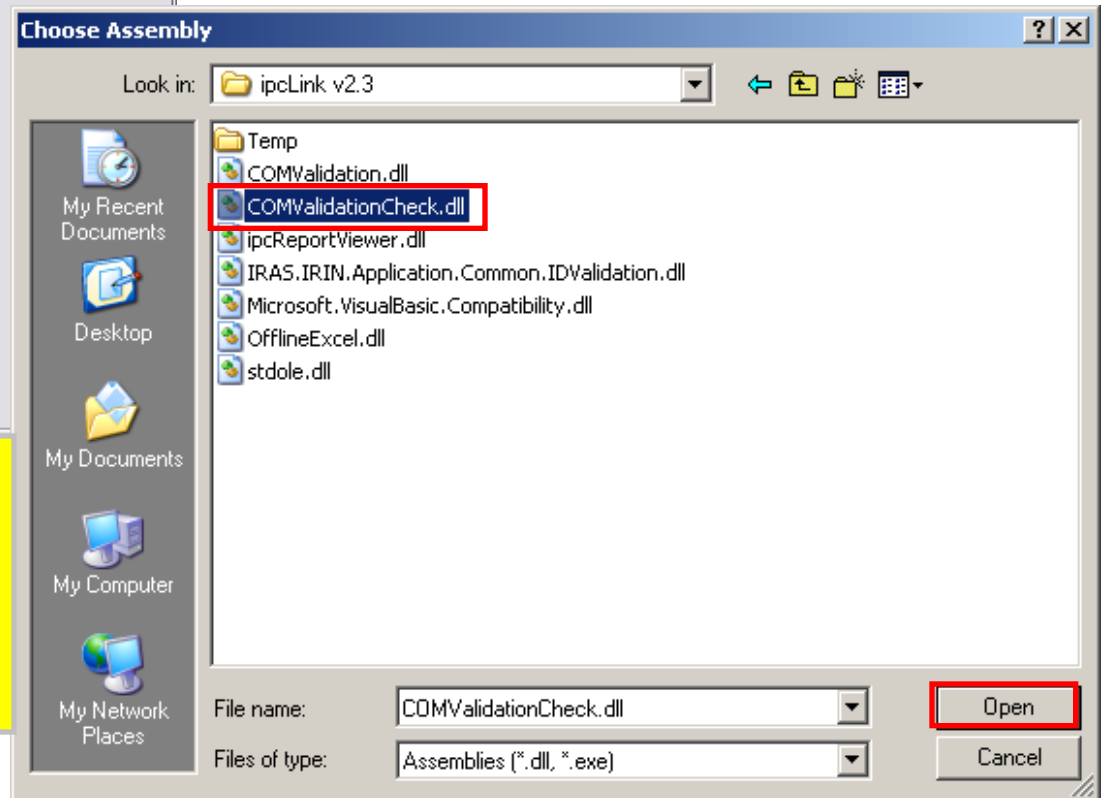 Choose Assembly
Look in: ipcLink v2.3
Temp
COMValidation.dll
COMValidationCheck.dll
ipcReportViewer.dll
IRAS.IRIN.Application.Common.IDValidation.dll
Microsoft.VisualBasic.Compatibility.dll
OfflineExcel.dll
stdole.dll
My Recent
Documents
Desktop
My Documents
My Computer
My Network
Places
File name: COMValidationCheck.dll Open
Files of type: Assemblies (*.dll, *.exe) Cancel